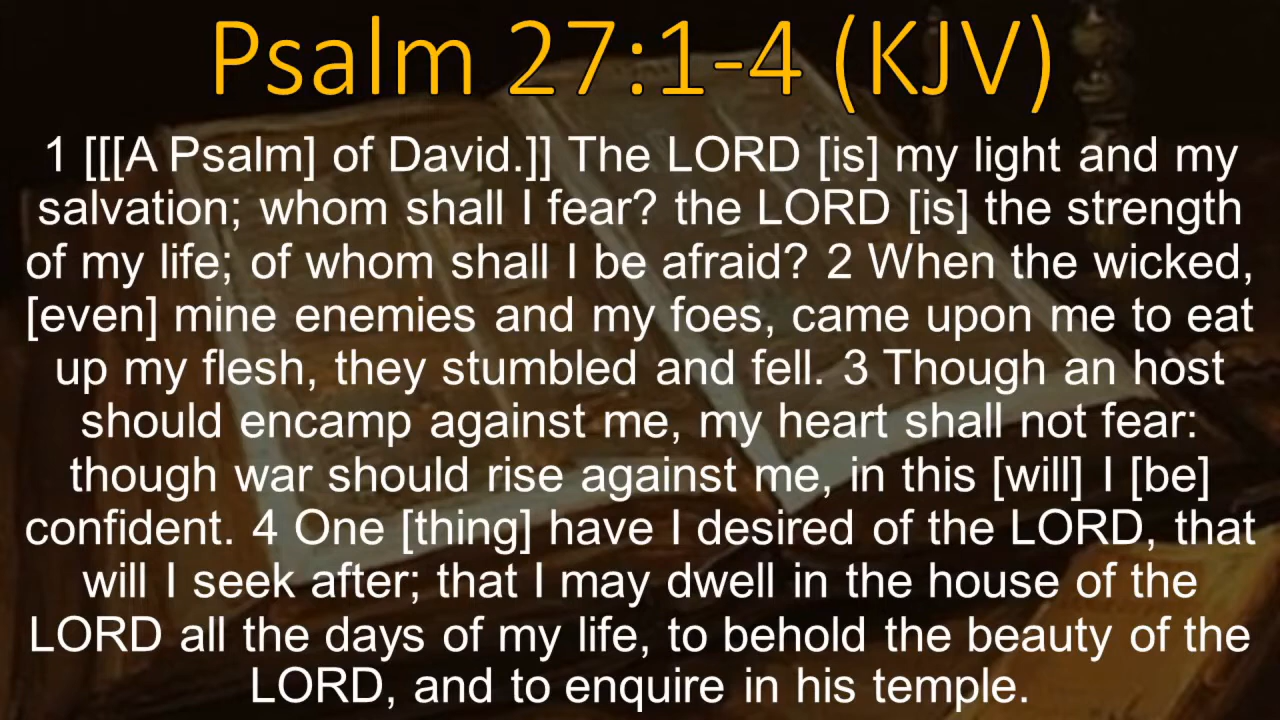 Psalm 27:1-4 (KJV)
1 [[[A Psalm] of David.]] The LORD [is] my light and my
salvation; whom shall I fear? the LORD [is] the strength
of my life; of whom shall I be afraid? 2 When the wicked,
[even] mine enemies and my foes, came upon me to eat
up my flesh, they stumbled and fell. 3 Though an host
should encamp against me, my heart shall not fear:
though war should rise against me, in this [will] I [be]
confident. 4 One [thing] have I desired of the LORD, that
will I seek after; that I may dwell in the house of the
LORD all the days of my life, to behold the beauty of the
LORD, and to enquire in his temple.